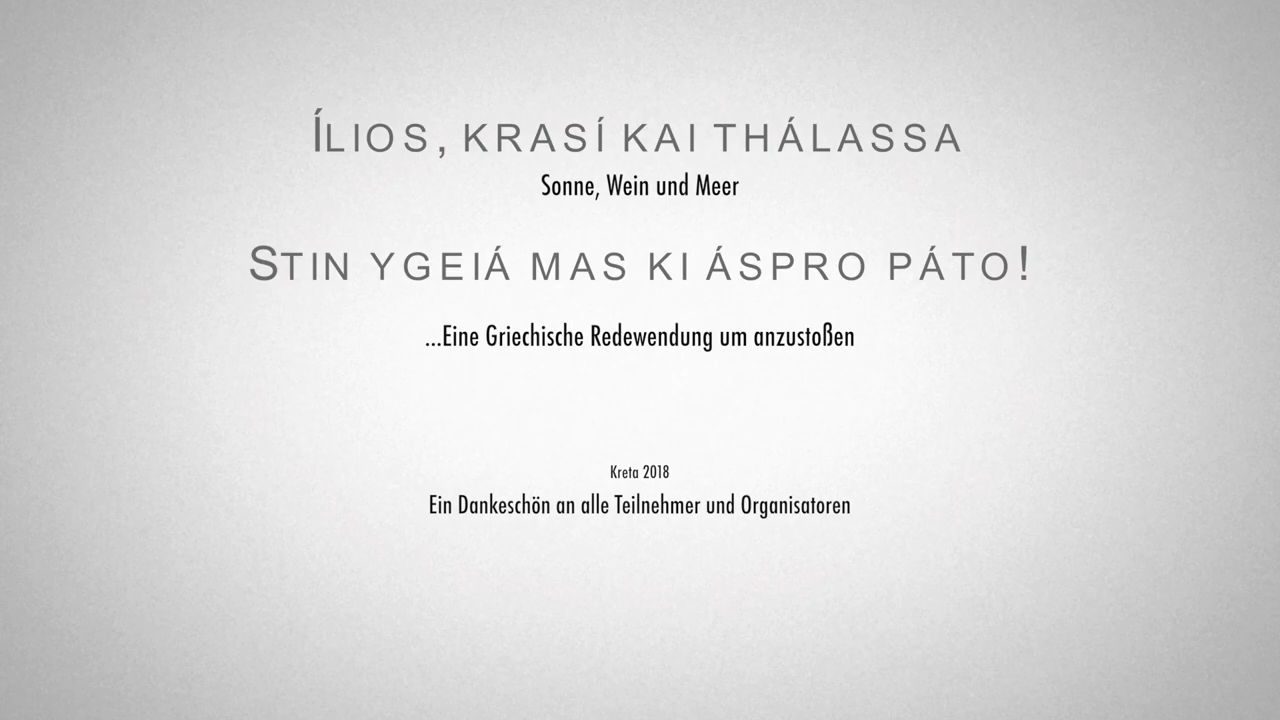 Ílios, krasí kai thálassa
Sonne, Wein und Meer
Stin ygeiá mas ki áspro páto!
...Eine Griechische Redewendung um anzustoßen
Kreta 2018
Ein Dankeschön an alle Teilnehmer und Organisatoren